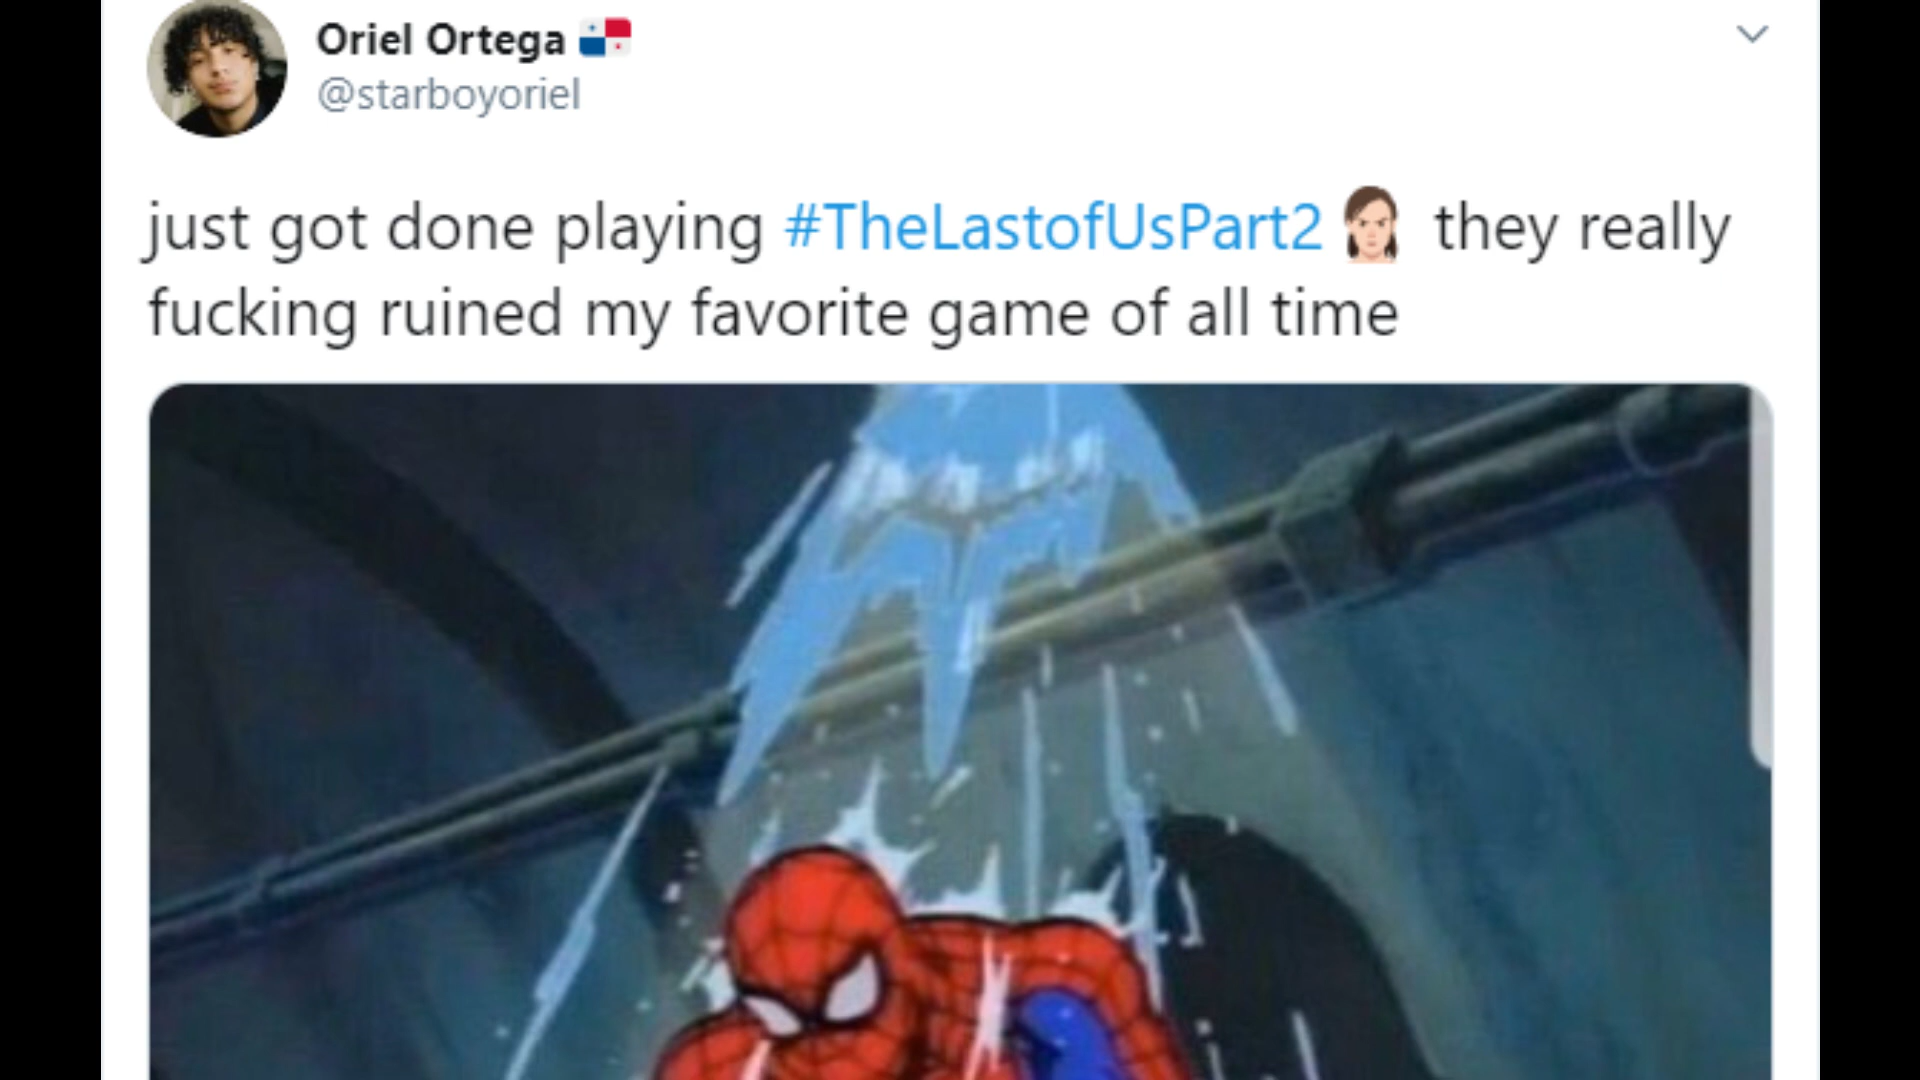 Oriel Ortega
@starboyoriel
just got done playing #TheLastofUsPart2 they really
fucking ruined my favorite game of all time